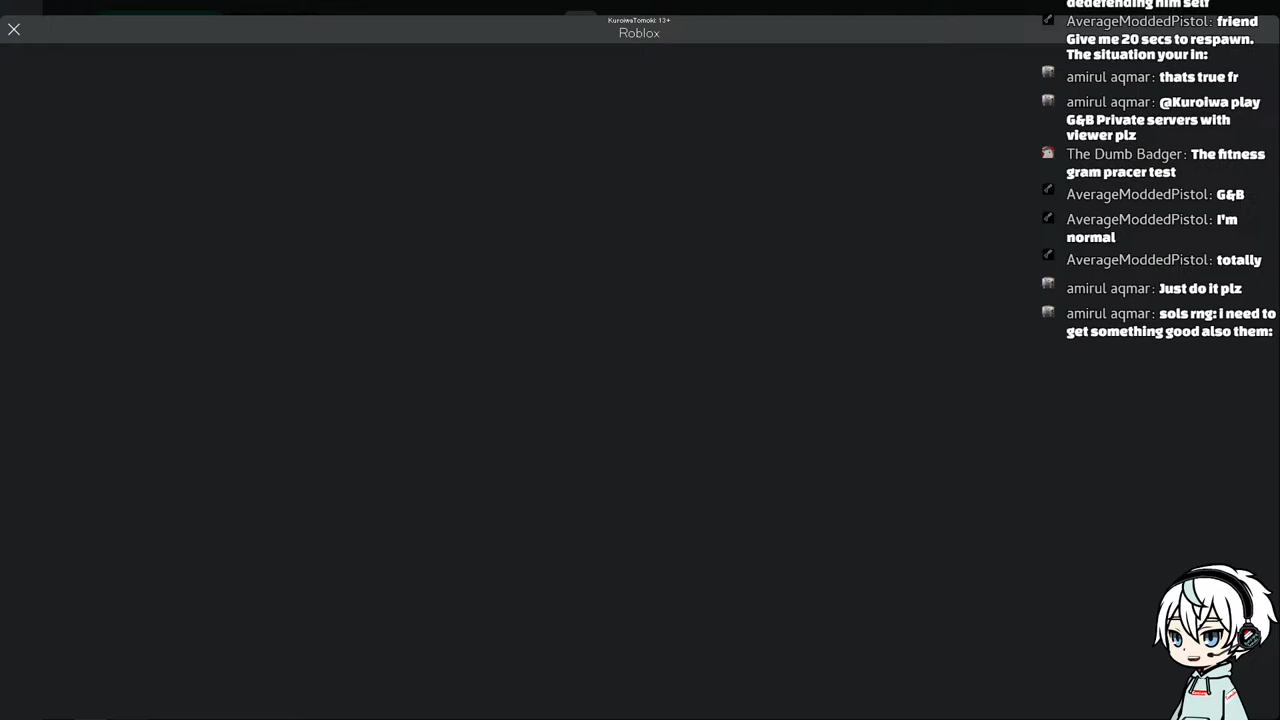 KuroiwaTomoki: 13+
Roblox
dedefending him self
AverageModdedPistol: friend
Give me 20 secs to respawn.
The situation your in:
amirul aqmar: thats true fr
amirul aqmar: @Kuroiwa play
G&B Private servers with
viewer plz
The Dumb Badger: The fitness
gram pracer test
AverageModdedPistol: G&B
AverageModdedPistol: I'm
normal
AverageModdedPistol: totally
amirul aqmar: Just do it plz
amirul aqmar: sols rng: i need to
get something good also them: